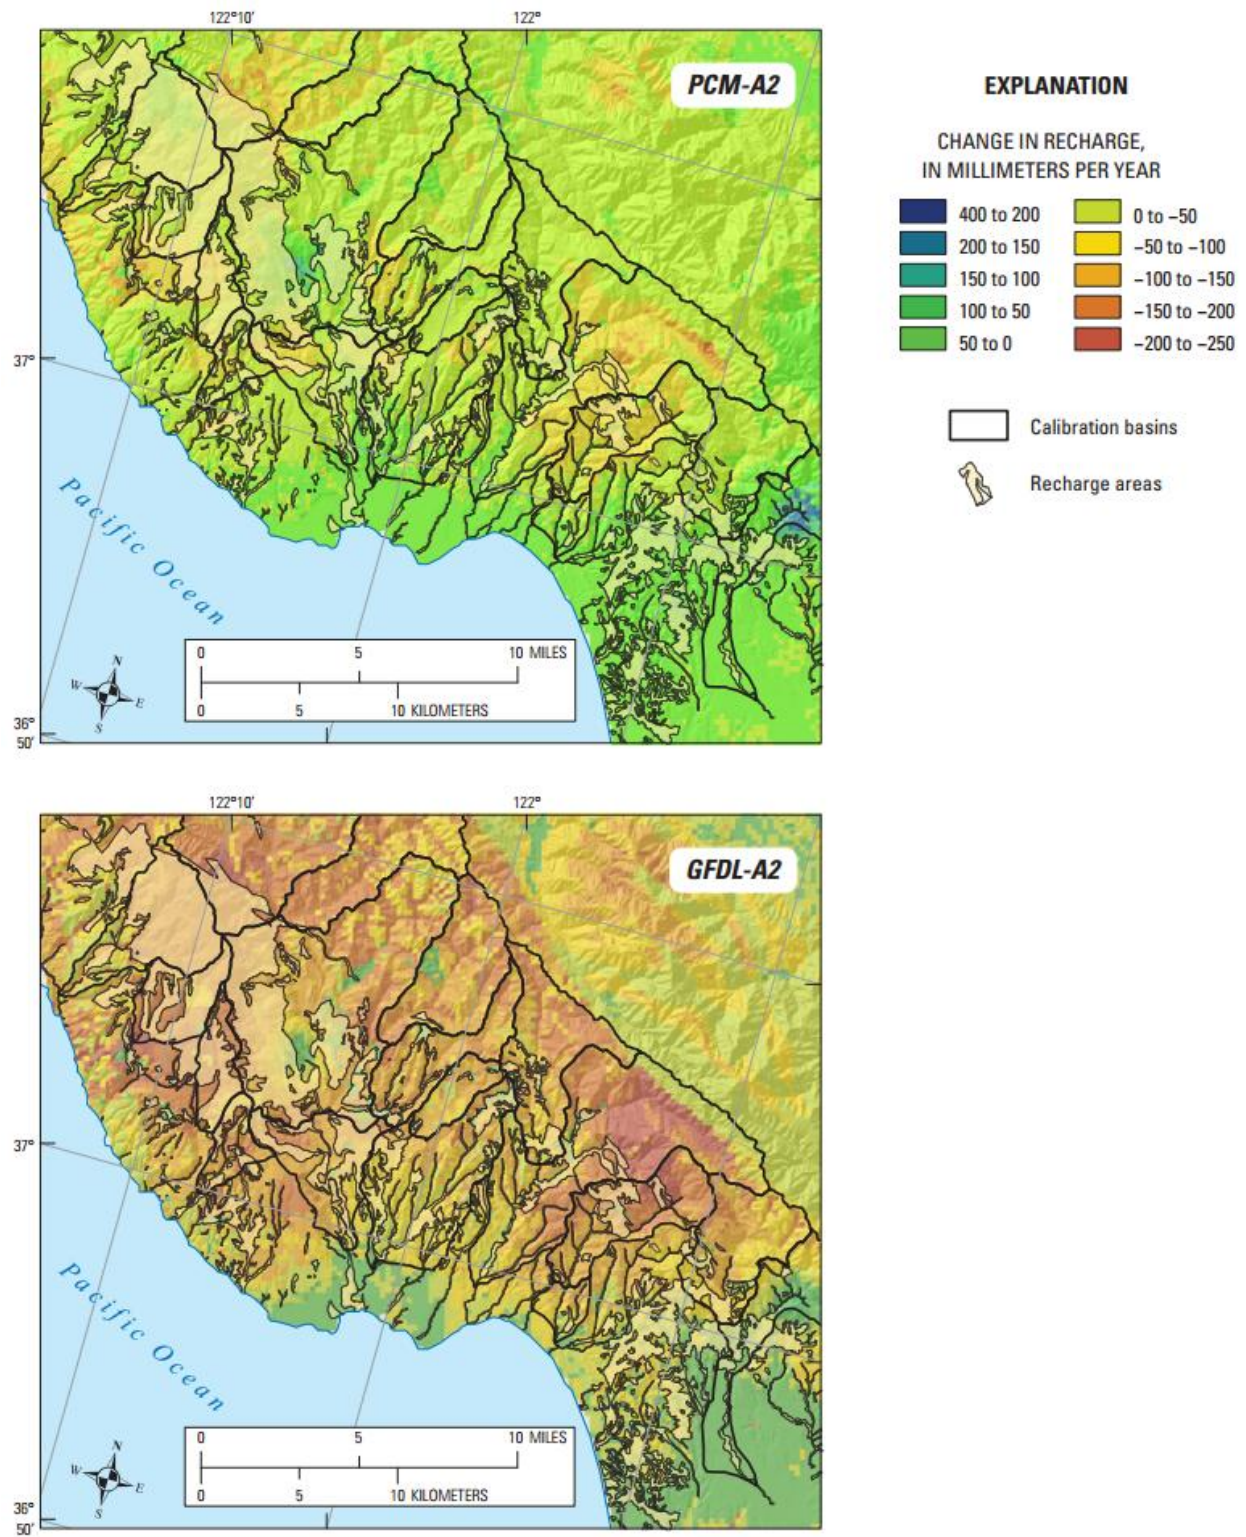 122°10′
122°
PCM-A2
37°
36°
50′
Pacific Ocean
N
W
E
S
0 5 10 MILES
0 5 10 KILOMETERS
EXPLANATION
CHANGE IN RECHARGE,
IN MILLIMETERS PER YEAR
400 to 200
200 to 150
150 to 100
100 to 50
50 to 0
0 to −50
−50 to −100
−100 to −150
−150 to −200
−200 to −250
Calibration basins
Recharge areas
122°10′
122°
GFDL-A2
37°
36°
50′
Pacific Ocean
N
W
E
S
0 5 10 MILES
0 5 10 KILOMETERS